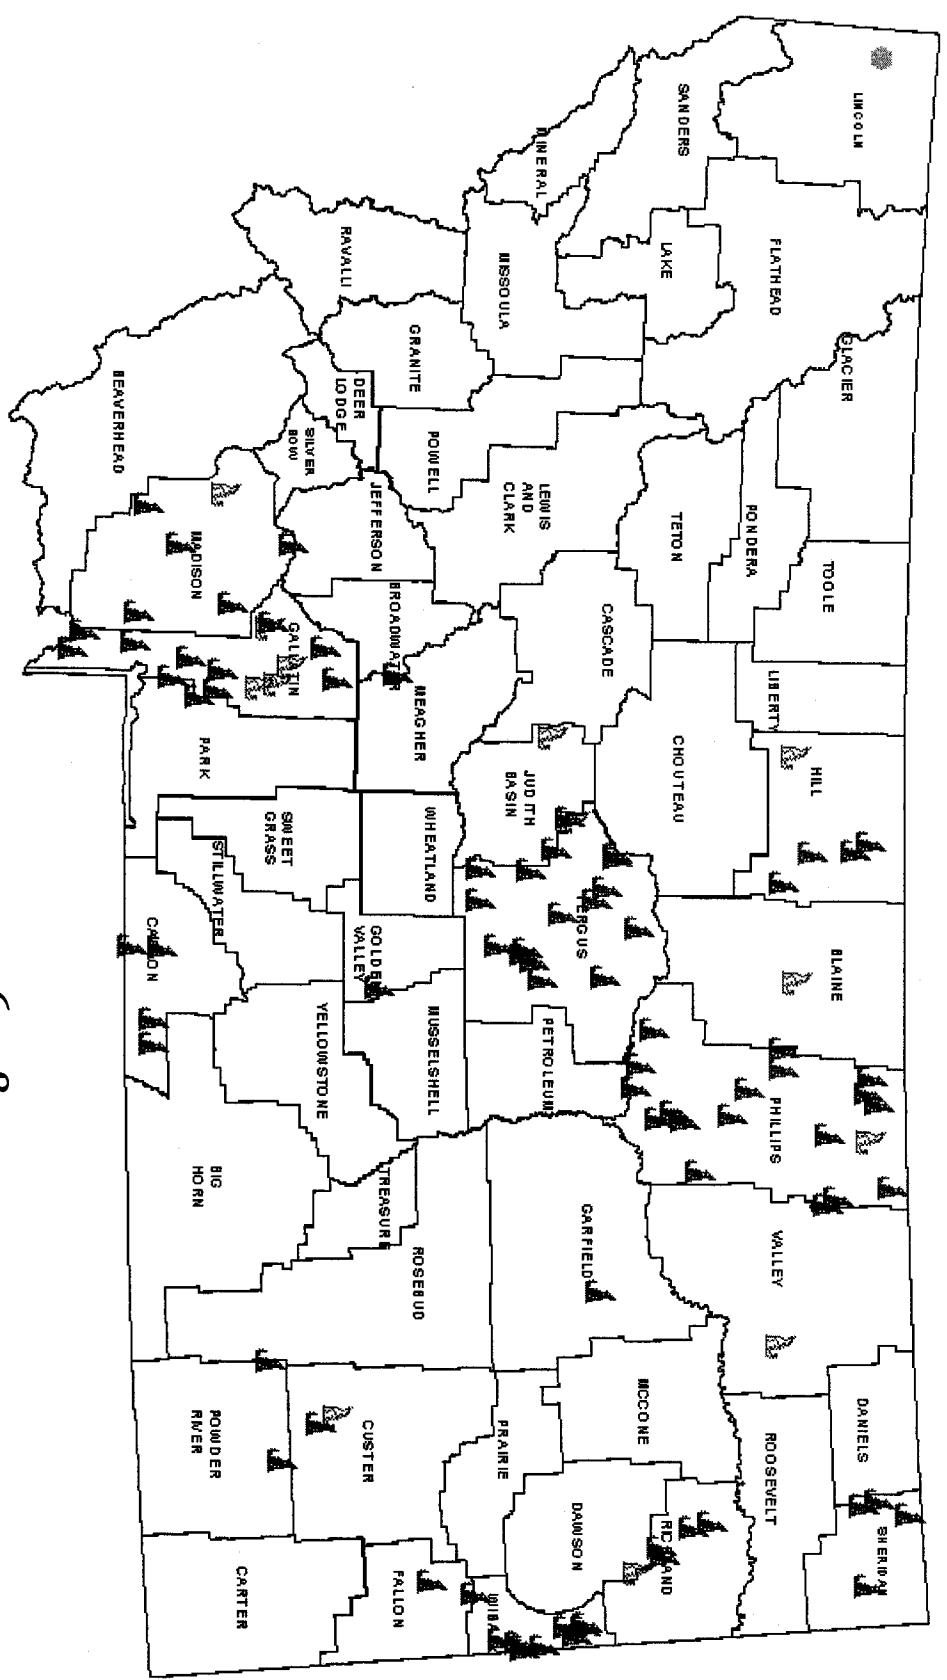 LINCOLN
SANDERS
FLATHEAD
GLACIER
MINERAL
LAKE
MISSOULA
RAVALLI
GRANITE
DEER
LODGE
POWELL
LEWIS
AND
CLARK
TETON
PONDERA
TOOLE
LIBERTY
HILL
CHOUTEAU
CASCADE
JEFFERSON
SILVER
BOW
BEAVERHEAD
MADISON
GALLATIN
BROADWATER
MEAGHER
JUDITH
BASIN
FERGUS
BLAINE
PHILLIPS
VALLEY
DANIELS
SHERIDAN
ROOSEVELT
RICHLAND
MCCONE
GARFIELD
PETROLEUM
WHEATLAND
GOLDEN
VALLEY
MUSSELSHELL
PARK
SWEET
GRASS
STILLWATER
CARBON
YELLOWSTONE
BIG
HORN
TREASURE
ROSEBUD
CUSTER
PRAIRIE
DAWSON
WIBAUX
FALLON
POWDER
RIVER
CARTER